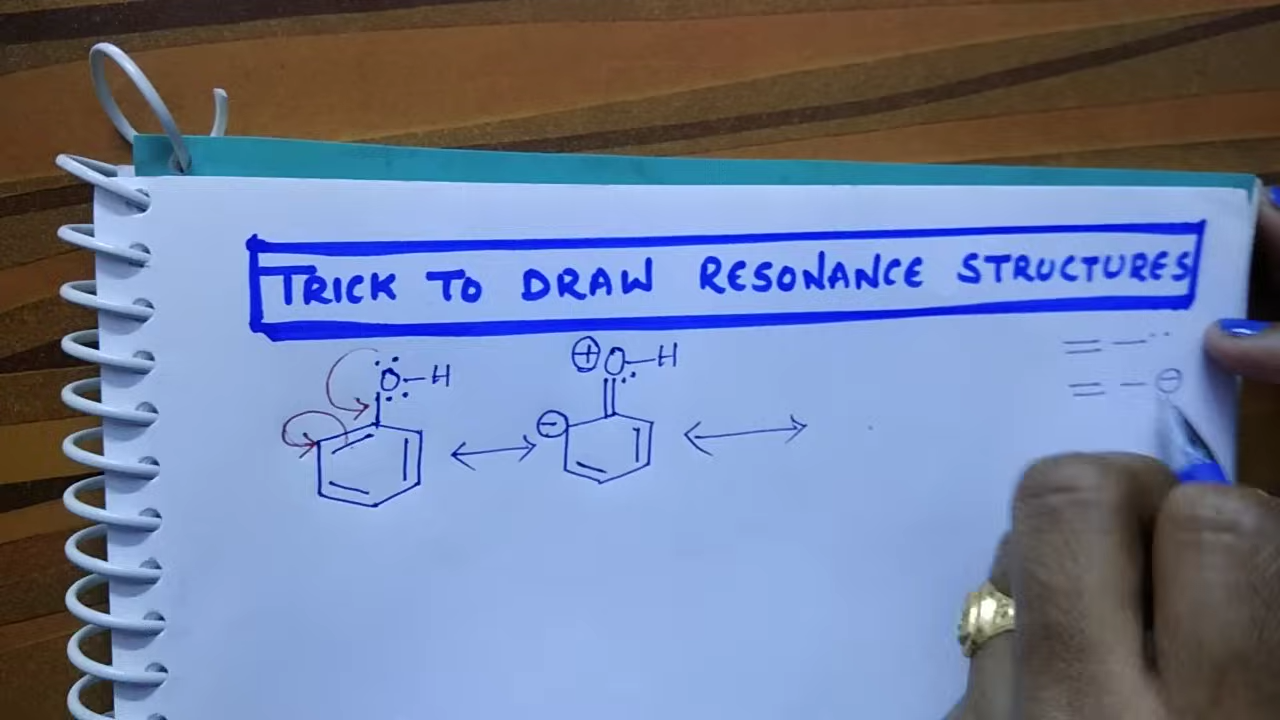 TRICK TO DRAW RESONANCE STRUCTURES
= - ··
= - ⊖
Ö-H
⊕ O-H
⊖